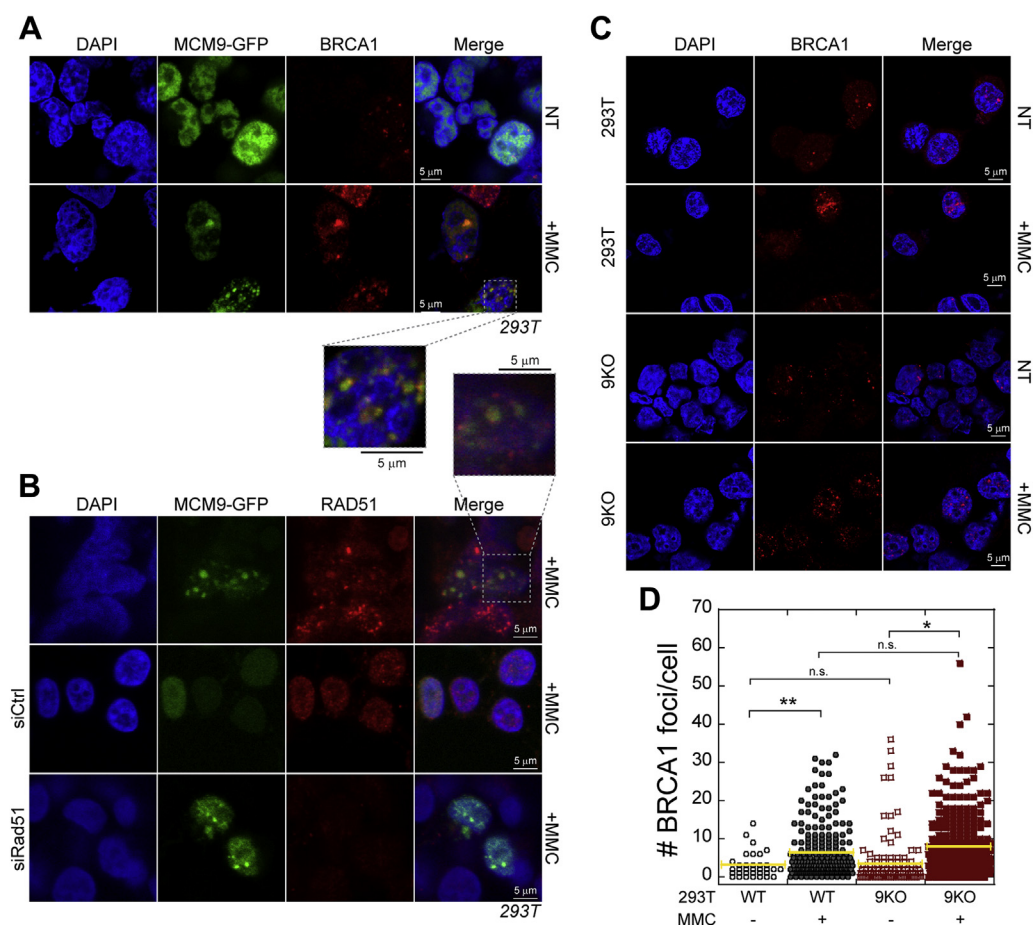 A
DAPI MCM9-GFP BRCA1 Merge
NT
5 μm
+MMC
5 μm
293T
5 μm
5 μm
B
DAPI MCM9-GFP RAD51 Merge
+MMC
5 μm
siCtrl
+MMC
5 μm
siRad51
+MMC
5 μm
293T
C
DAPI BRCA1 Merge
293T
NT
5 μm
293T
+MMC
5 μm
9KO
NT
5 μm
9KO
+MMC
5 μm
D
# BRCA1 foci/cell
70
60
50
40
30
20
10
0
*
n.s.
n.s.
**
293T WT WT 9KO 9KO
MMC - + - +